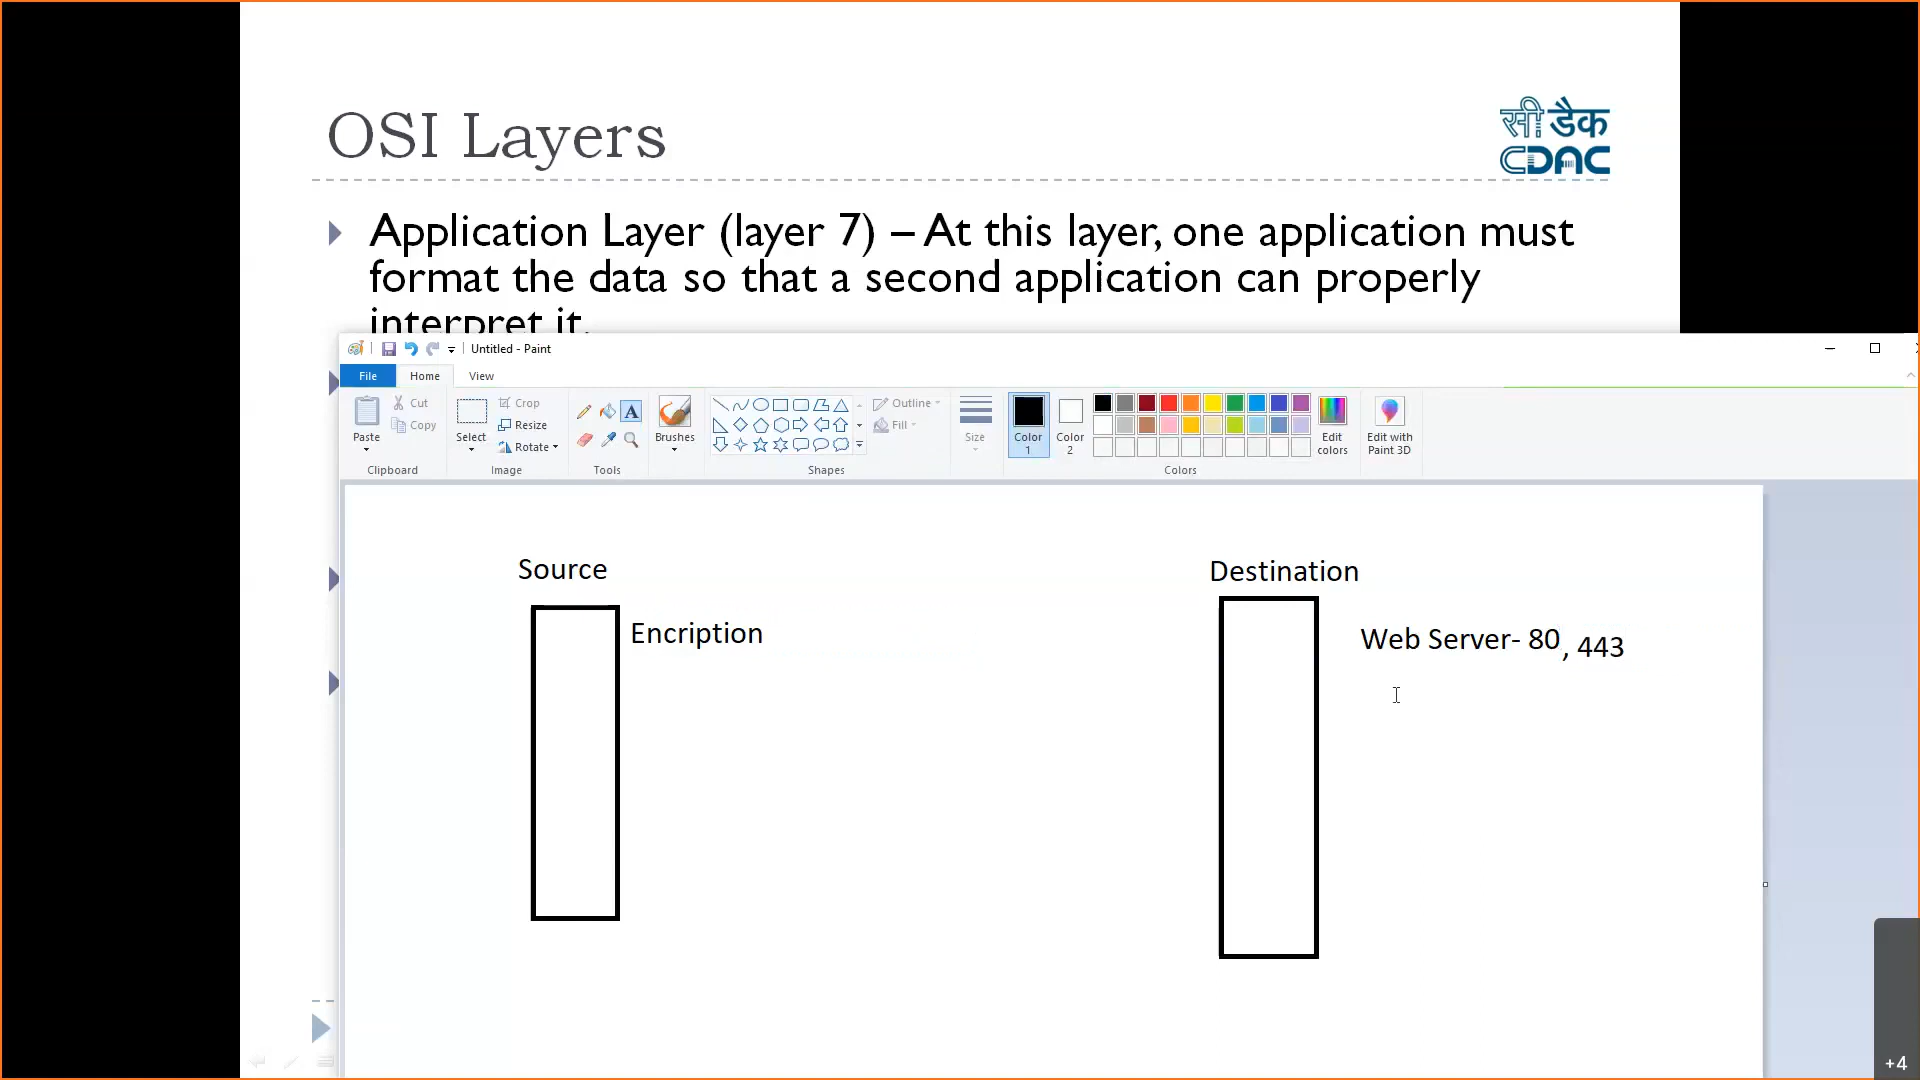 OSI Layers
सी डैक
CDAC
Application Layer (layer 7) – At this layer, one application must
format the data so that a second application can properly
interpret it.
Untitled - Paint
File Home View
Paste
Cut
Copy
Clipboard
Select
Crop
Resize
Rotate
Image
Tools
Brushes
Shapes
Outline
Fill
Size
Color 1
Color 2
Colors
Edit colors
Edit with Paint 3D
Source
Destination
Encription
Web Server- 80, 443
+4